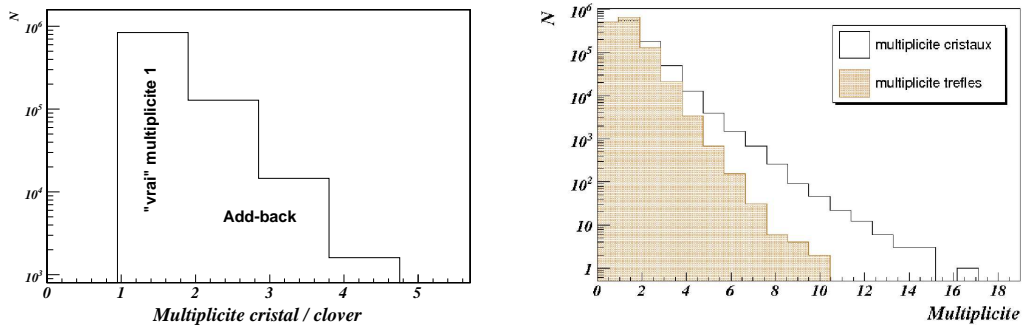 N
10^6
10^5
10^4
10^3
"vrai" multiplicite 1
Add-back
0 1 2 3 4 5
Multiplicite cristal / clover
N
10^6
10^5
10^4
10^3
10^2
10
1
multiplicite cristaux
multiplicite trefles
0 2 4 6 8 10 12 14 16 18
Multiplicite